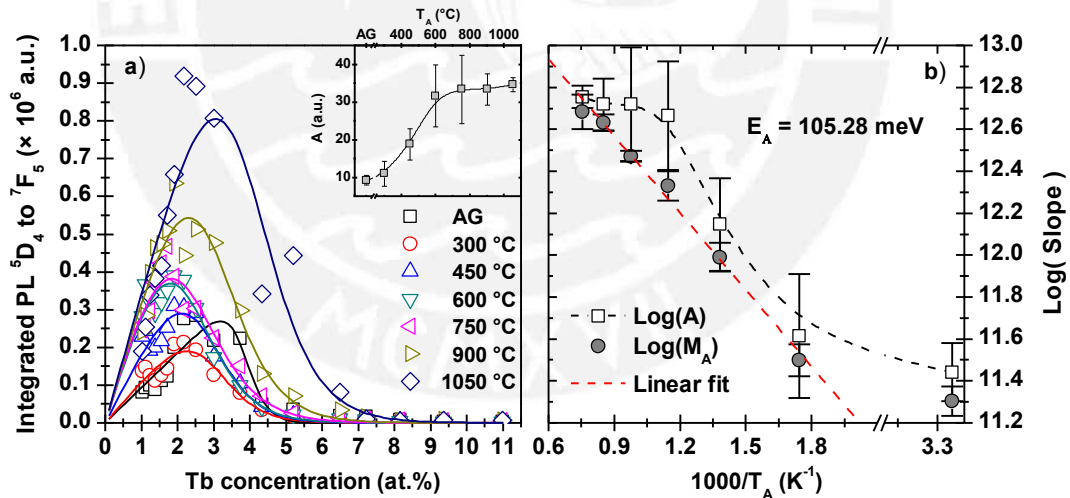 T_A (°C)
AG 400 600 800 1000
40
30
20
10
A (a.u.)
a)
1.0
0.9
0.8
0.7
0.6
0.5
0.4
0.3
0.2
0.1
0.0
Integrated PL ⁵D₄ to ⁷F₅ (× 10⁶ a.u.)
AG
300 °C
450 °C
600 °C
750 °C
900 °C
1050 °C
0 1 2 3 4 5 6 7 8 9 10 11
Tb concentration (at.%)
b)
E_A = 105.28 meV
Log(A)
Log(M_A)
Linear fit
13.0
12.8
12.6
12.4
12.2
12.0
11.8
11.6
11.4
11.2
Log( Slope )
0.6 0.9 1.2 1.5 1.8 3.3
1000/T_A (K⁻¹)